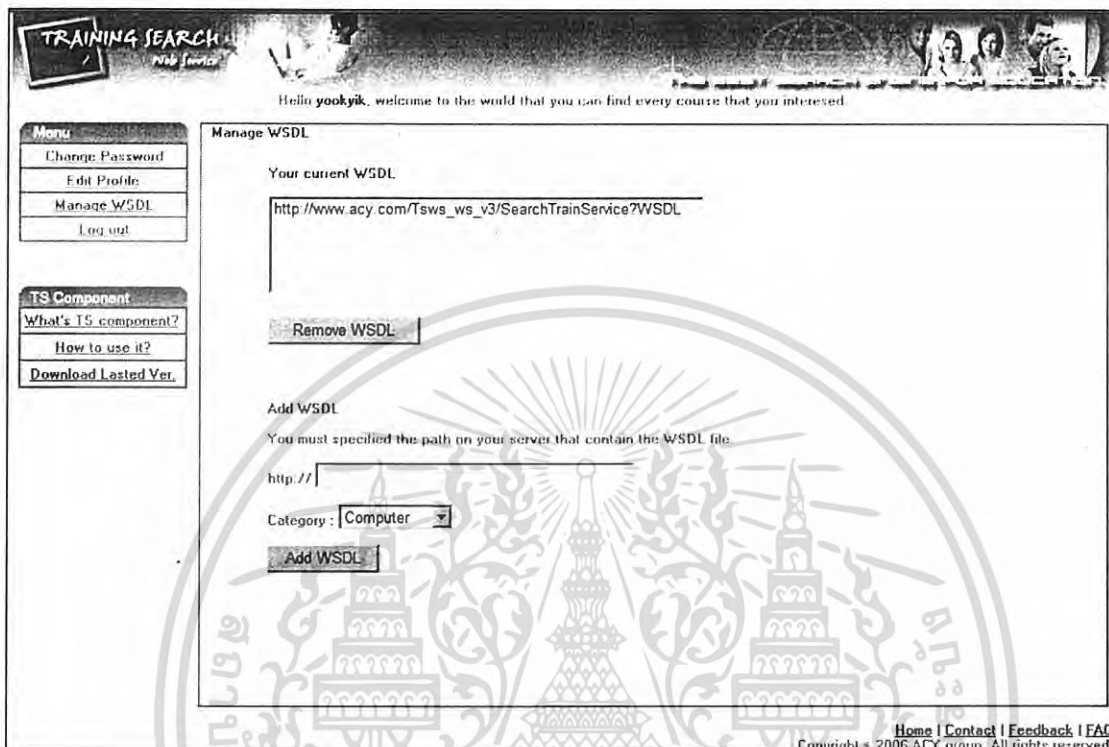 TRAINING SEARCH
Web Service
Hello yookyik, welcome to the world that you can find every course that you interesed
Menu
Change Password
Edit Profile
Manage WSDL
Log out
TS Component
What's TS component?
How to use it?
Download Lasted Ver.
Manage WSDL
Your current WSDL
http://www.acy.com/Tsws_ws_v3/SearchTrainService?WSDL
Remove WSDL
Add WSDL
You must specified the path on your server that contain the WSDL file
http://
Category : Computer
Add WSDL
Home | Contact | Feedback | FAQ
Copyright © 2006 ACY group. All rights reserved